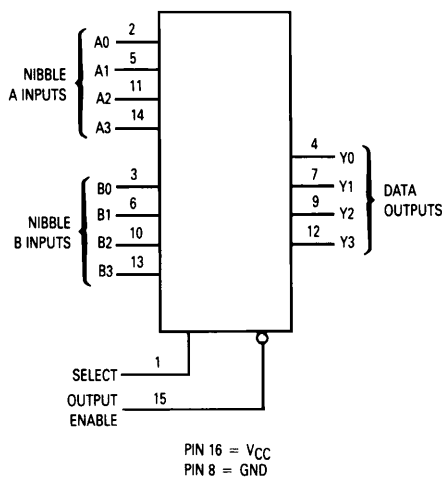 NIBBLE
A INPUTS
A0 2
A1 5
A2 11
A3 14
NIBBLE
B INPUTS
B0 3
B1 6
B2 10
B3 13
4 Y0
7 Y1
9 Y2
12 Y3
DATA
OUTPUTS
SELECT 1
OUTPUT
ENABLE 15
PIN 16 = VCC
PIN 8 = GND